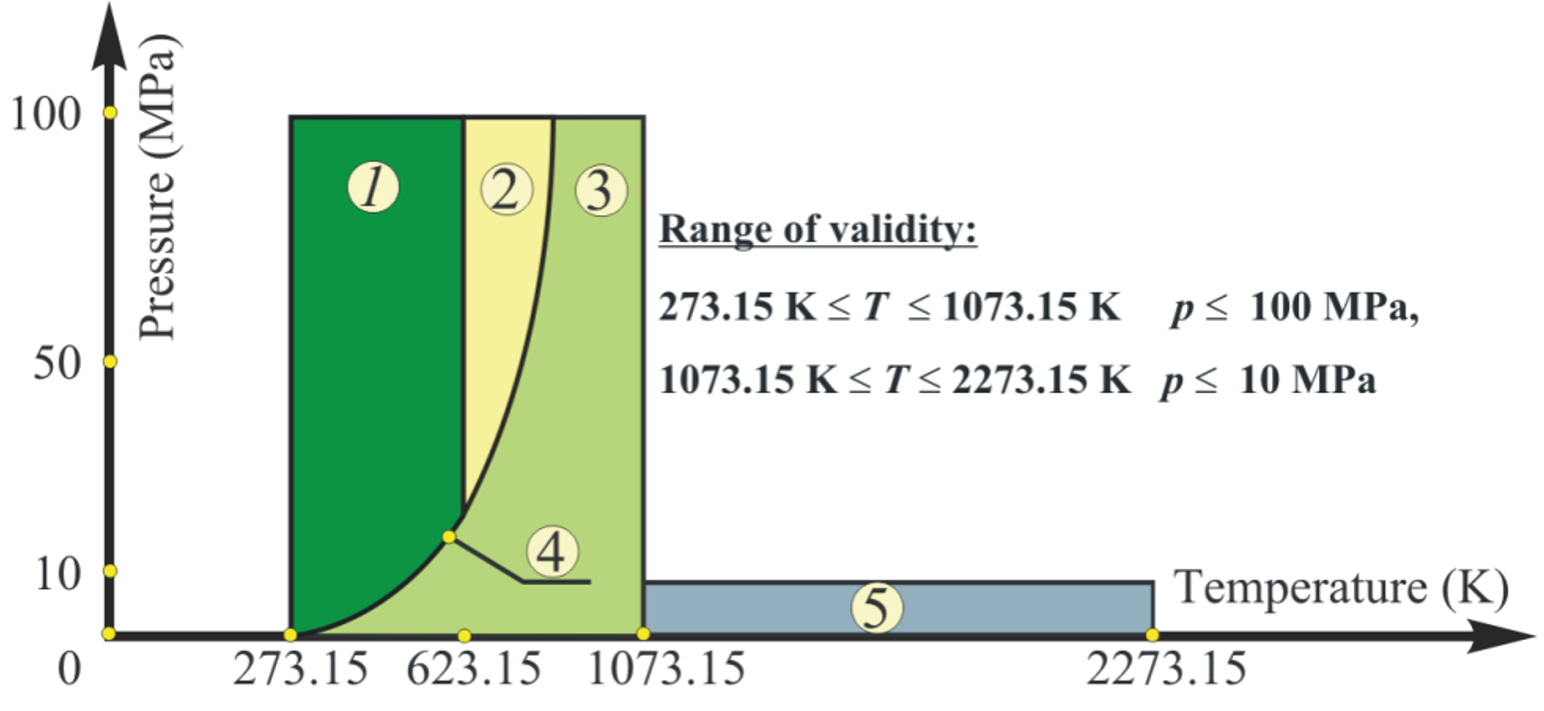 Pressure (MPa)
100
50
10
0
1
2
3
4
5
Range of validity:
273.15 K ≤ T ≤ 1073.15 K p ≤ 100 MPa,
1073.15 K ≤ T ≤ 2273.15 K p ≤ 10 MPa
Temperature (K)
273.15 623.15 1073.15 2273.15